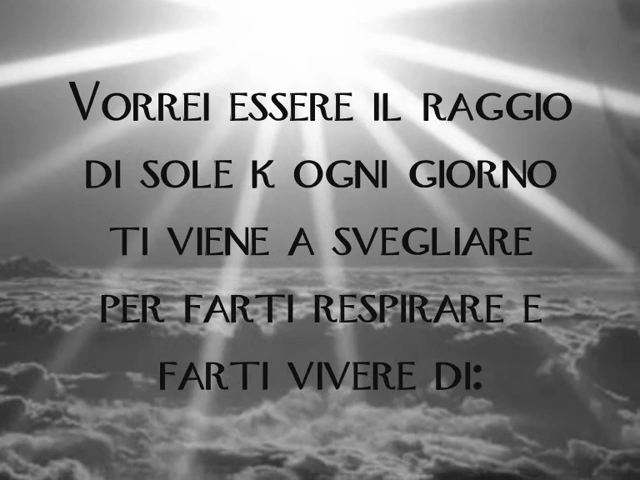 Vorrei essere il raggio
di sole k ogni giorno
ti viene a svegliare
per farti respirare e
farti vivere di: